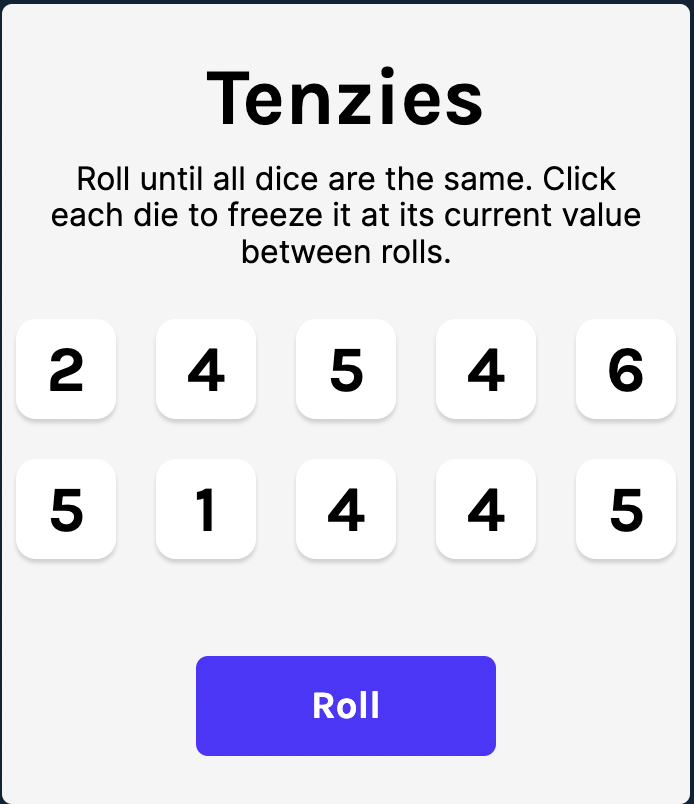 Tenzies
Roll until all dice are the same. Click
each die to freeze it at its current value
between rolls.
2 4 5 4 6
5 1 4 4 5
Roll